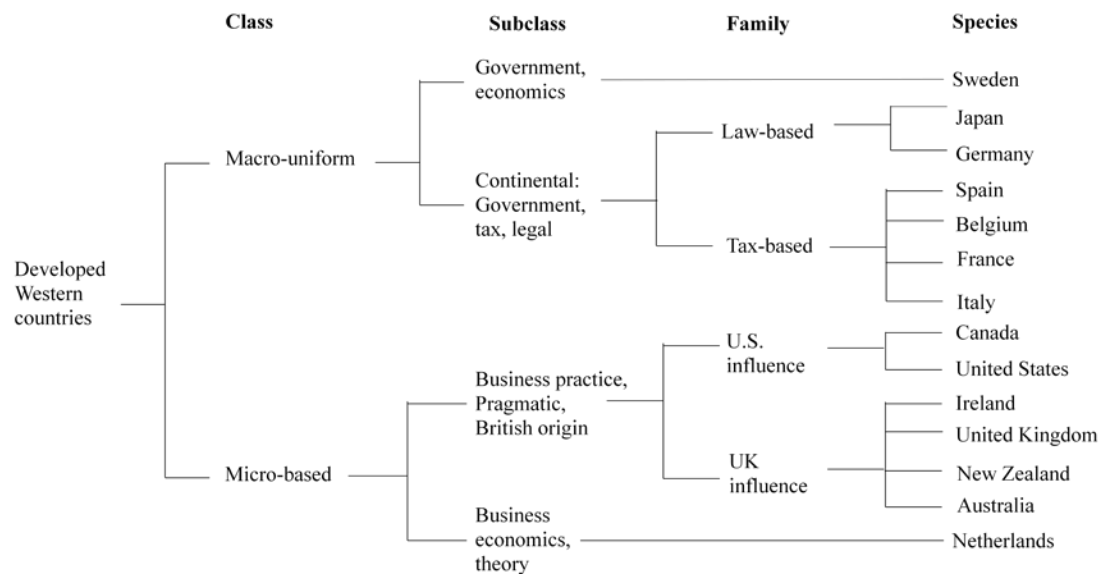 Class Subclass Family Species
Government,
economics
Sweden
Macro-uniform
Continental:
Government,
tax, legal
Law-based
Japan
Germany
Tax-based
Spain
Belgium
France
Italy
Developed
Western
countries
Micro-based
Business practice,
Pragmatic,
British origin
U.S.
influence
Canada
United States
UK
influence
Ireland
United Kingdom
New Zealand
Australia
Business
economics,
theory
Netherlands